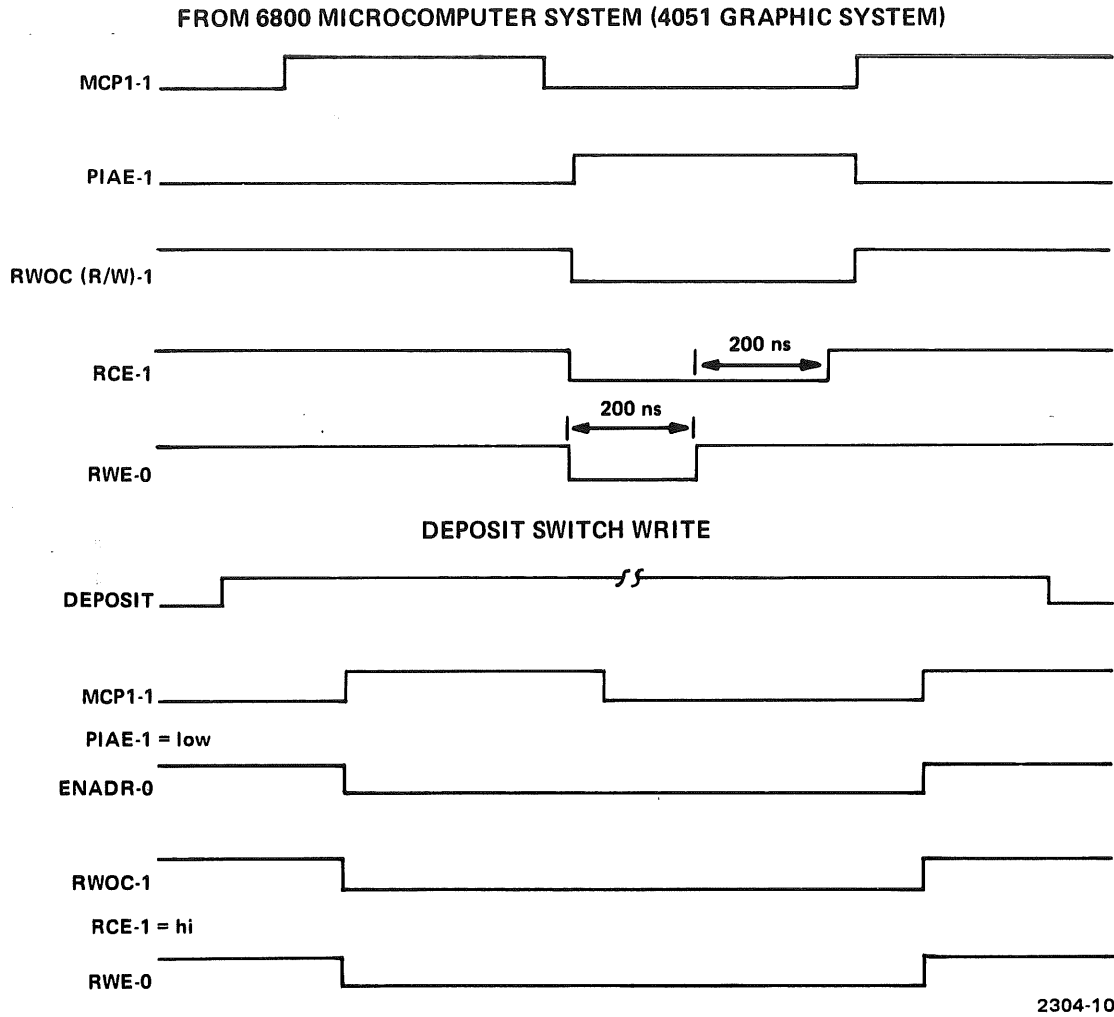 FROM 6800 MICROCOMPUTER SYSTEM (4051 GRAPHIC SYSTEM)
MCP1-1
PIAE-1
RWOC (R/W)-1
RCE-1
200 ns
200 ns
RWE-0
DEPOSIT SWITCH WRITE
DEPOSIT
MCP1-1
PIAE-1 = low
ENADR-0
RWOC-1
RCE-1 = hi
RWE-0
2304-10